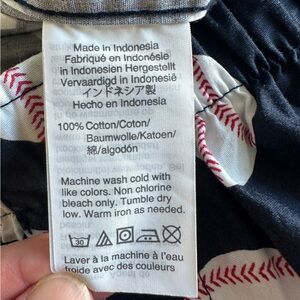 Made in Indonesia
Fabriqué en Indonésie
in Indonesien Hergestellt
Vervaardigd in Indonesië
インドネシア製
Hecho en Indonesia
100% Cotton/Coton/
Baumwolle/Katoen/
綿/algodón
Machine wash cold with
like colors. Non chlorine
bleach only. Tumble dry
low. Warm iron as needed.
30
Laver à la machine à l'eau
froide avec des couleurs